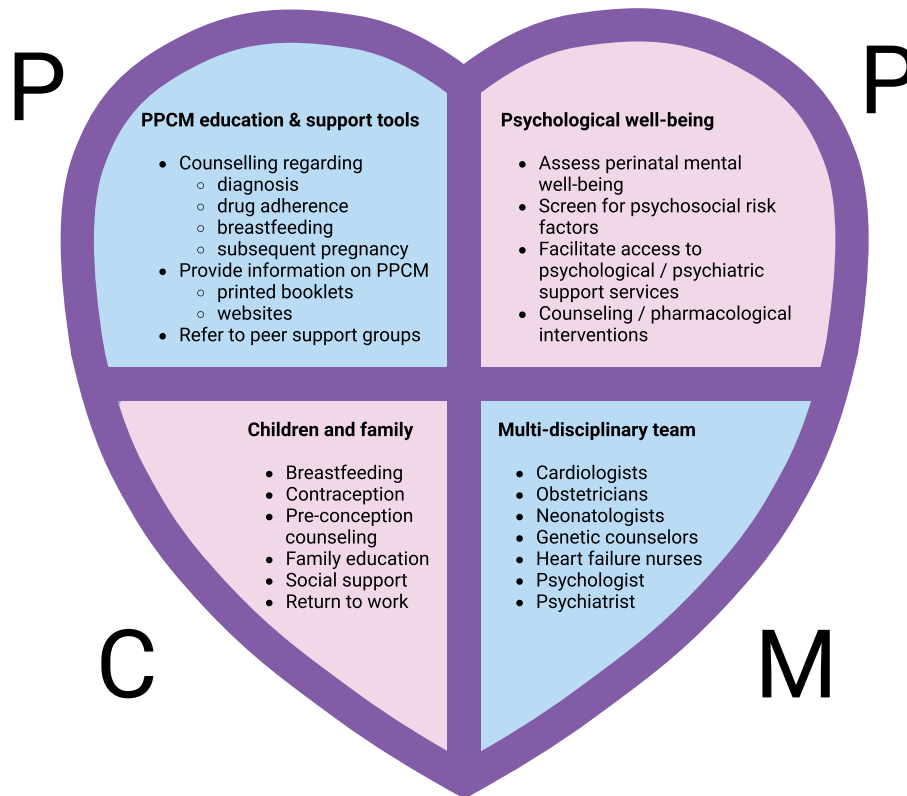 P
P
PPCM education & support tools
• Counselling regarding
○ diagnosis
○ drug adherence
○ breastfeeding
○ subsequent pregnancy
• Provide information on PPCM
○ printed booklets
○ websites
• Refer to peer support groups
Psychological well-being
• Assess perinatal mental
well-being
• Screen for psychosocial risk
factors
• Facilitate access to
psychological / psychiatric
support services
• Counseling / pharmacological
interventions
Children and family
• Breastfeeding
• Contraception
• Pre-conception
counseling
• Family education
• Social support
• Return to work
Multi-disciplinary team
• Cardiologists
• Obstetricians
• Neonatologists
• Genetic counselors
• Heart failure nurses
• Psychologist
• Psychiatrist
C
M